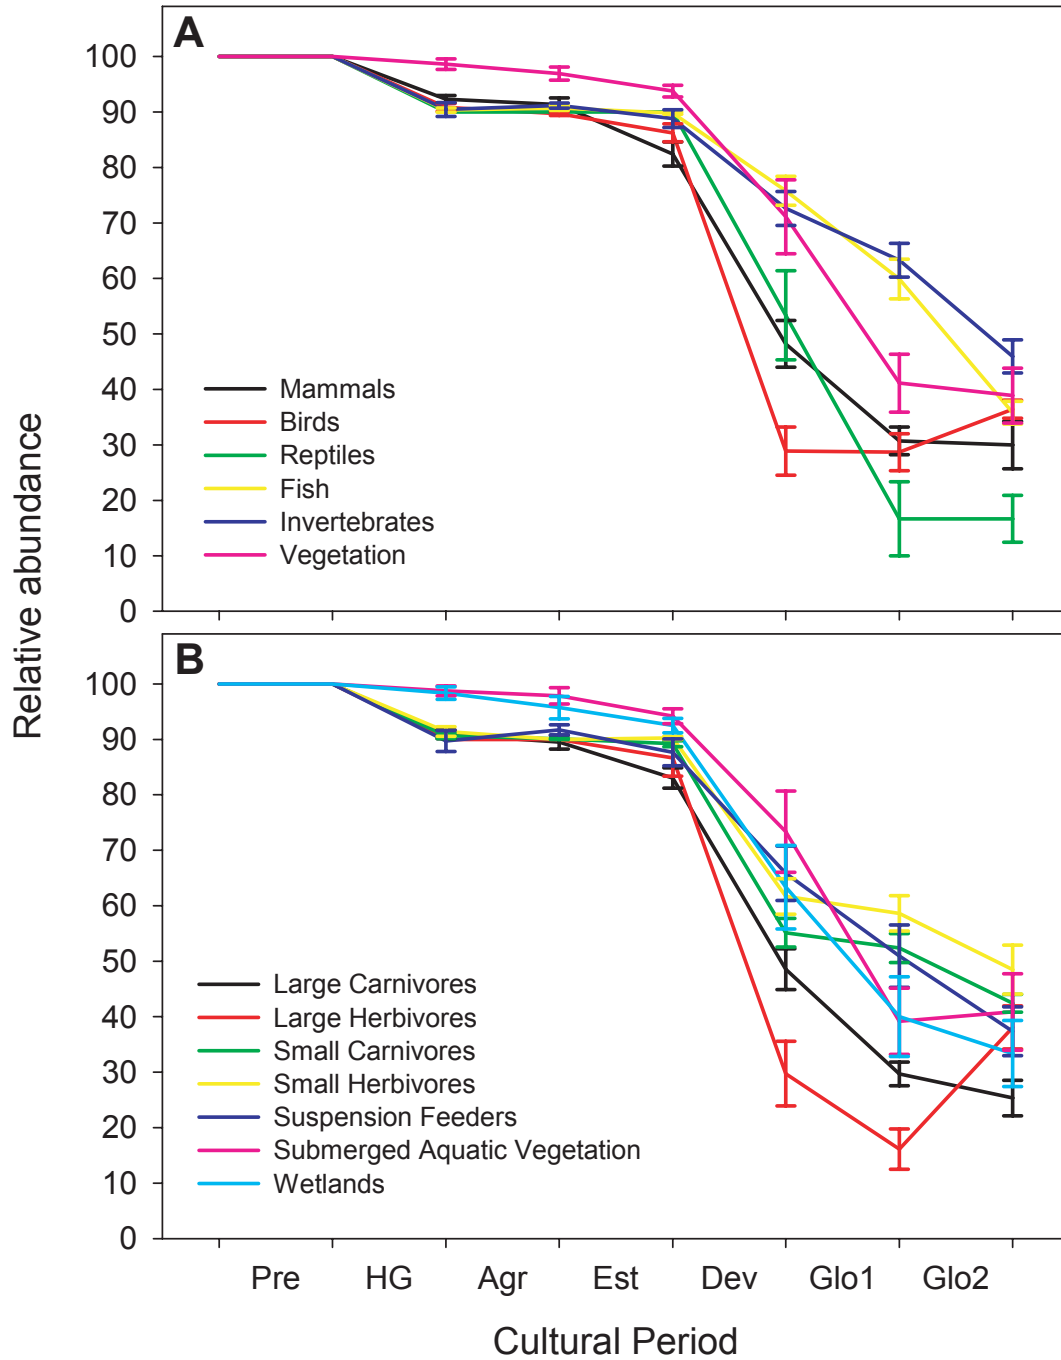 A
100
90
80
70
60
50
40
30
20
10
0
Mammals
Birds
Reptiles
Fish
Invertebrates
Vegetation
Relative abundance
B
100
90
80
70
60
50
40
30
20
10
0
Large Carnivores
Large Herbivores
Small Carnivores
Small Herbivores
Suspension Feeders
Submerged Aquatic Vegetation
Wetlands
Pre HG Agr Est Dev Glo1 Glo2
Cultural Period